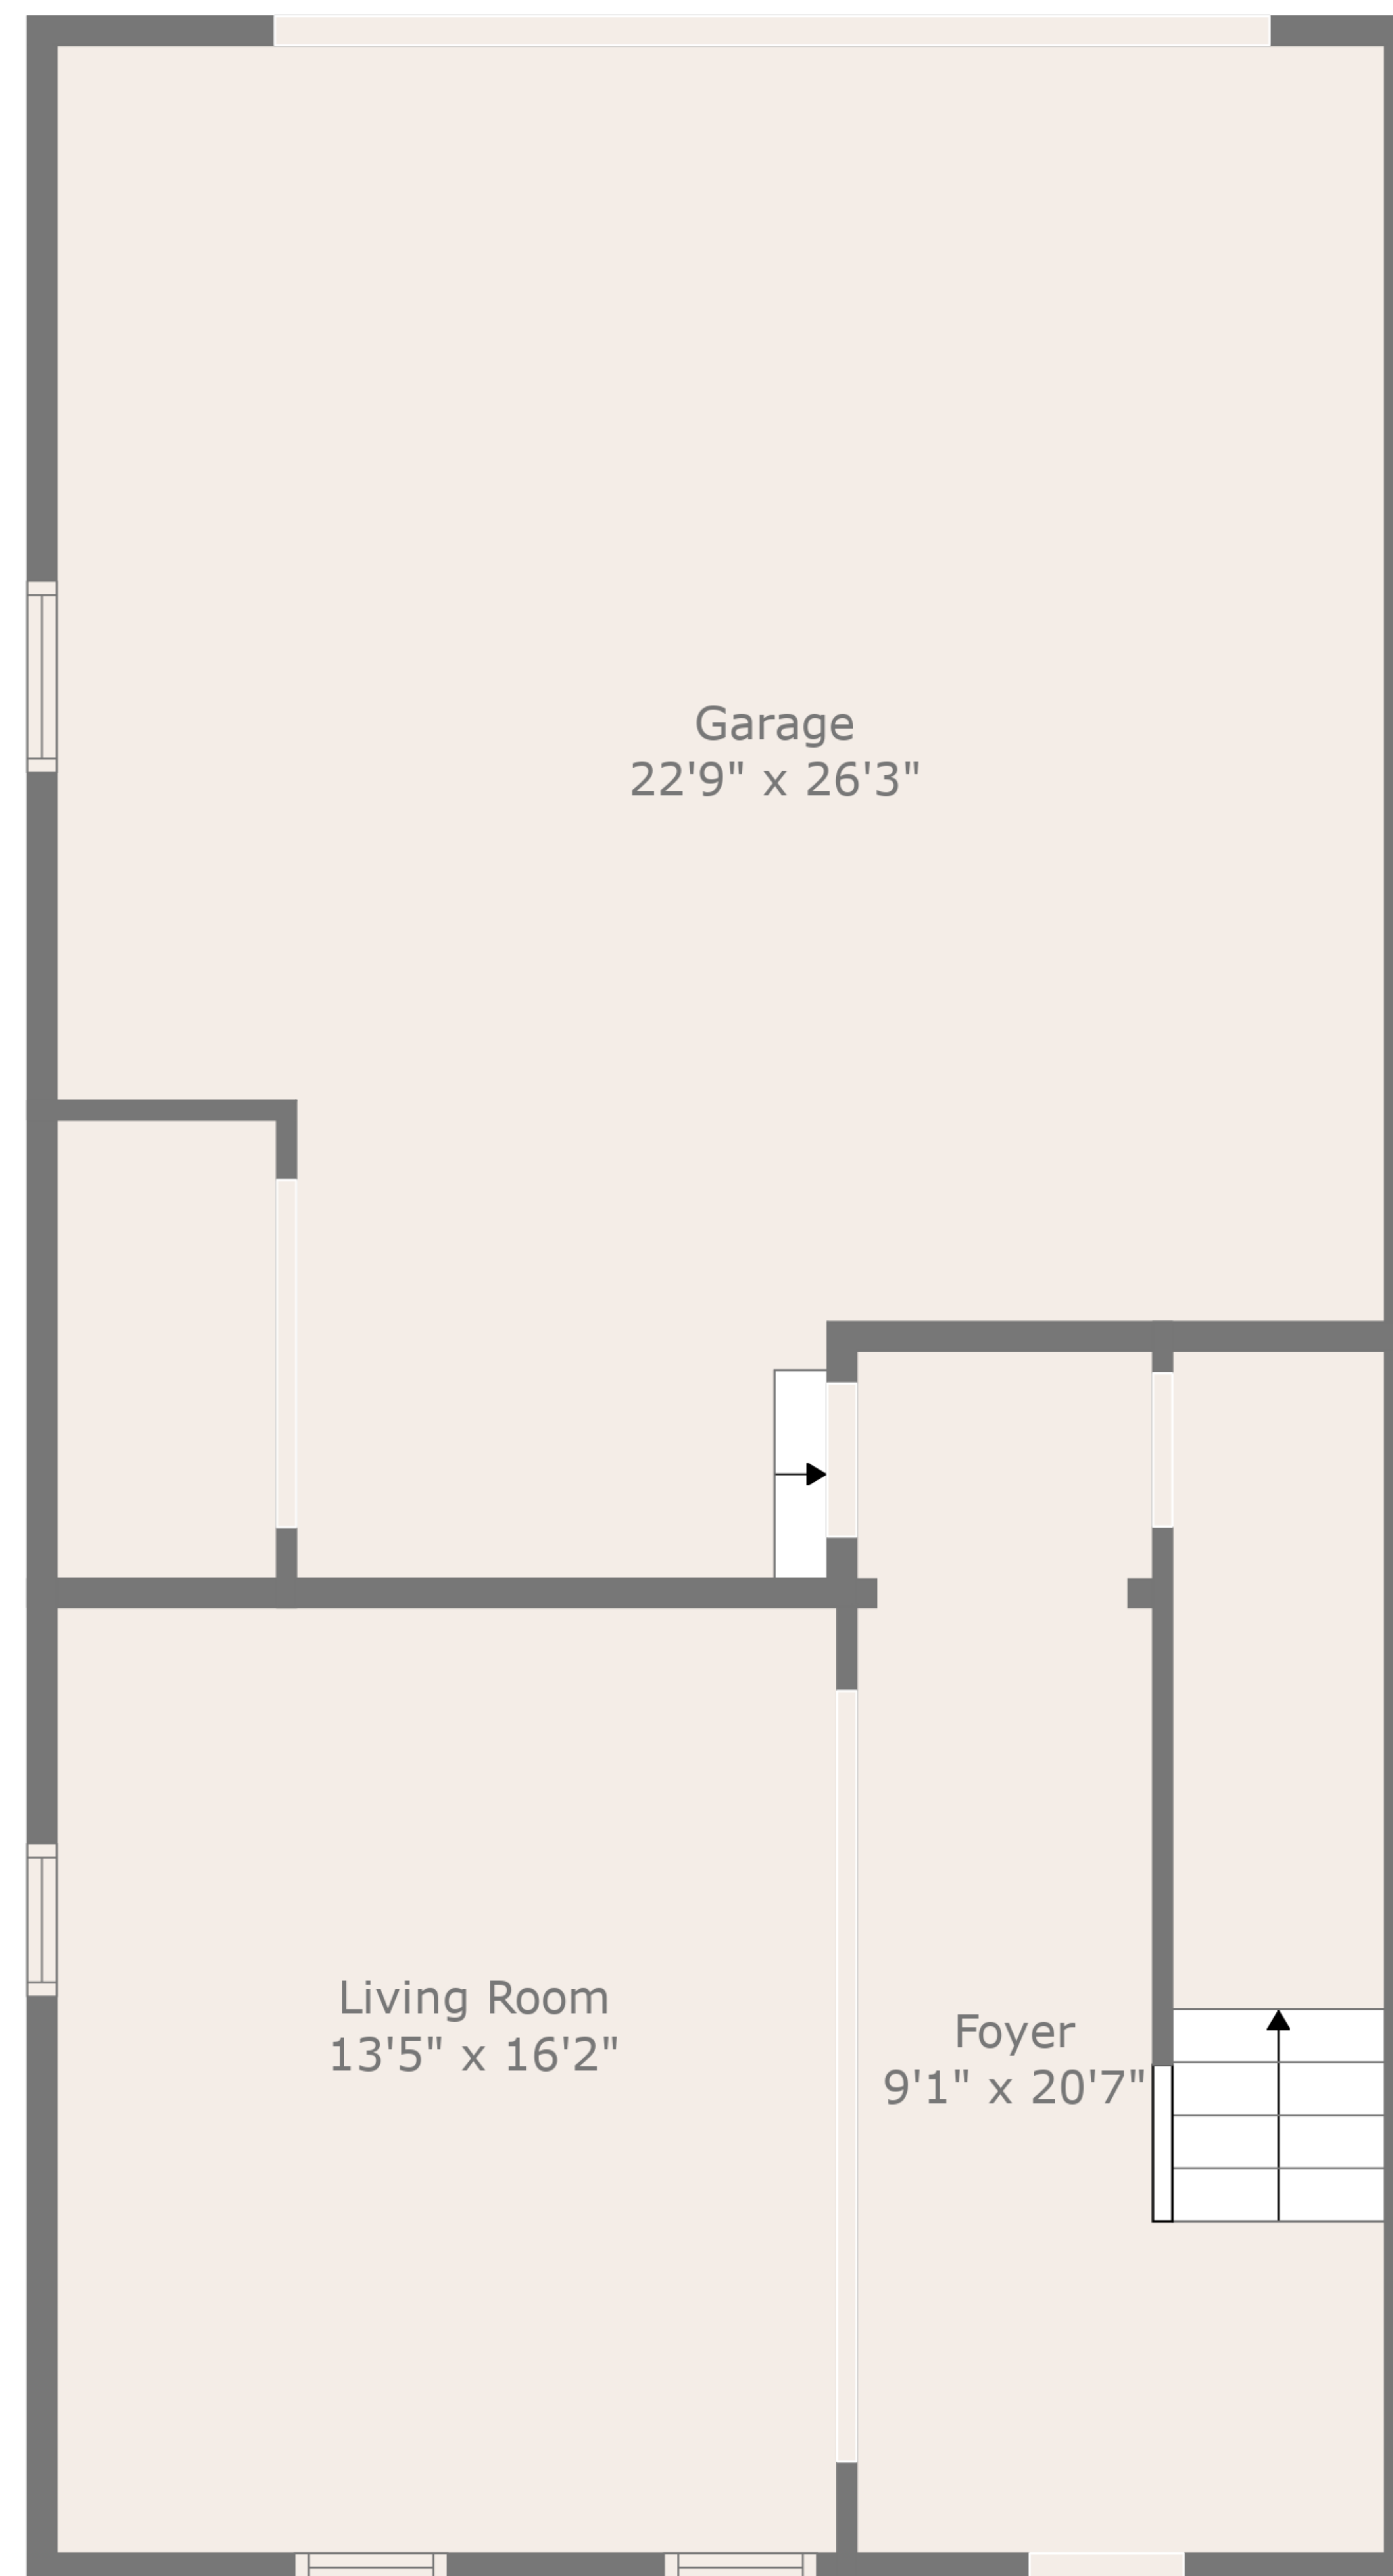 Garage
22'9" x 26'3"
Living Room
13'5" x 16'2"
Foyer
9'1" x 20'7"